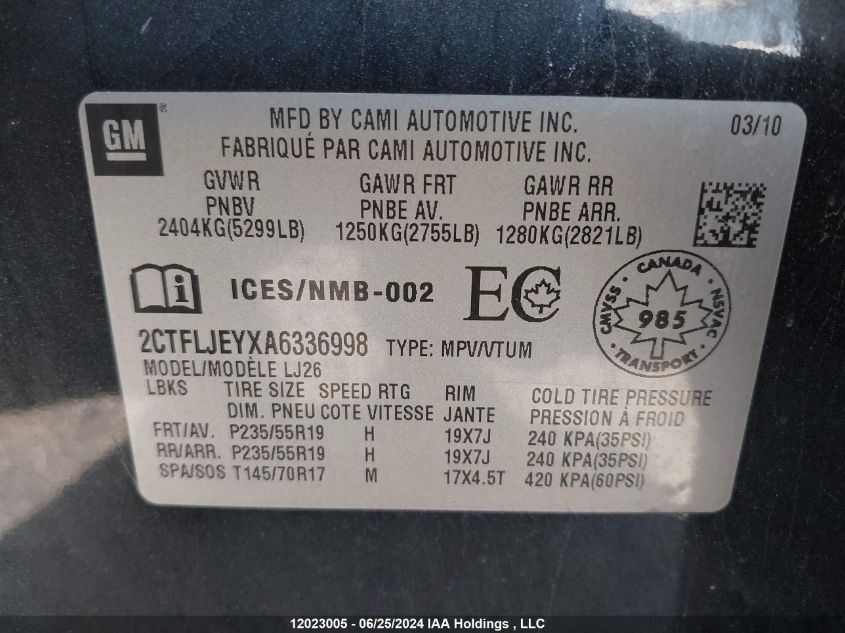 GM ®
MFD BY CAMI AUTOMOTIVE INC. 03/10
FABRIQUÉ PAR CAMI AUTOMOTIVE INC.
GVWR GAWR FRT GAWR RR
PNBV PNBE AV. PNBE ARR.
2404KG(5299LB) 1250KG(2755LB) 1280KG(2821LB)
i ICES/NMB-002 EC
CANADA
CMVSS 985 NSVAC
TRANSPORT
2CTFLJEYXA6336998 TYPE: MPV/VTUM
MODEL/MODÈLE LJ26
LBKS TIRE SIZE SPEED RTG RIM COLD TIRE PRESSURE
DIM. PNEU COTE VITESSE JANTE PRESSION À FROID
FRT/AV. P235/55R19 H 19X7J 240 KPA(35PSI)
RR/ARR. P235/55R19 H 19X7J 240 KPA(35PSI)
SPA/SOS T145/70R17 M 17X4.5T 420 KPA(60PSI)
12023005 - 06/25/2024 IAA Holdings , LLC